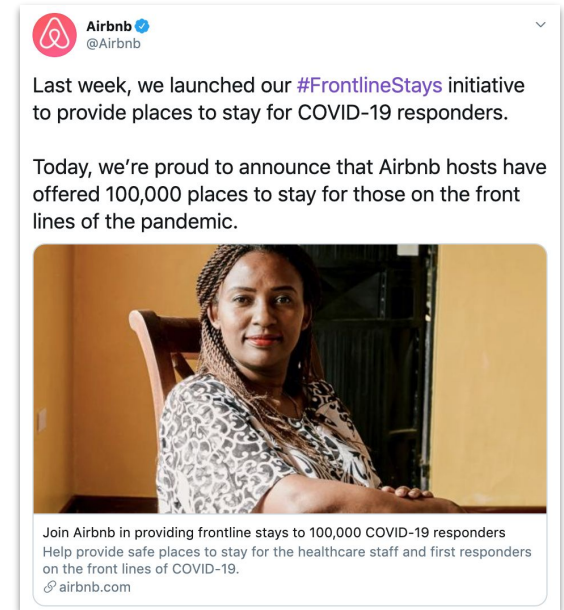 Airbnb
@Airbnb
Last week, we launched our #FrontlineStays initiative
to provide places to stay for COVID-19 responders.
Today, we’re proud to announce that Airbnb hosts have
offered 100,000 places to stay for those on the front
lines of the pandemic.
Join Airbnb in providing frontline stays to 100,000 COVID-19 responders
Help provide safe places to stay for the healthcare staff and first responders
on the front lines of COVID-19.
airbnb.com